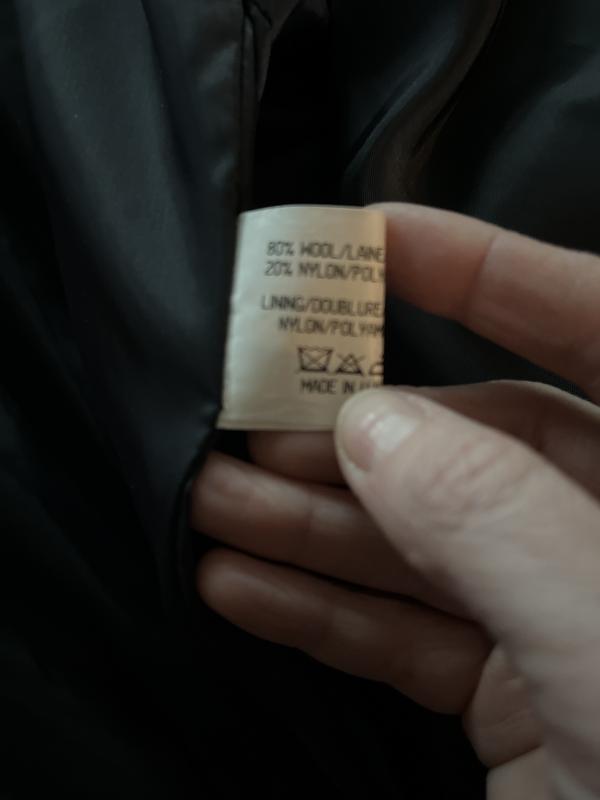 80% WOOL/LAINE
20% NYLON/POLY
LINING/DOUBLURE
NYLON/POLYAM
MADE IN